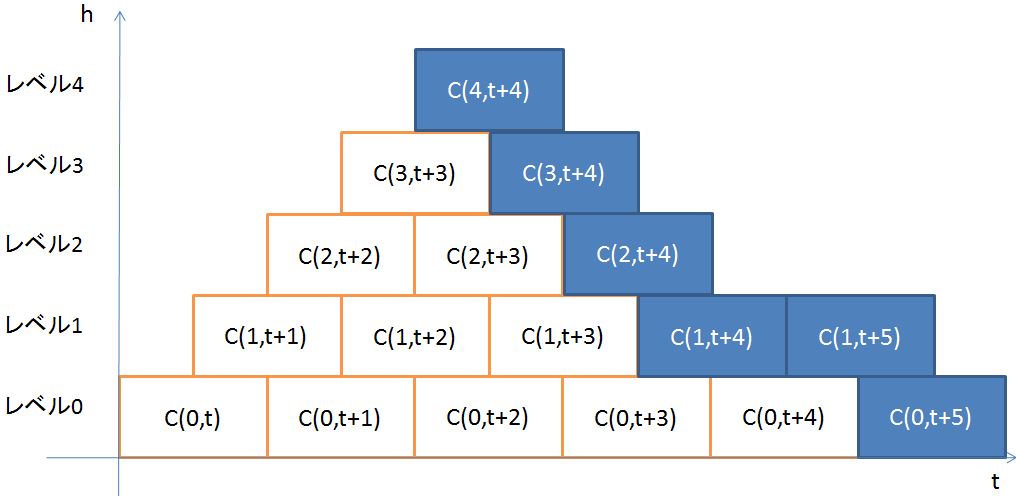 h
レベル4
C(4,t+4)
レベル3
C(3,t+3) C(3,t+4)
レベル2
C(2,t+2) C(2,t+3) C(2,t+4)
レベル1
C(1,t+1) C(1,t+2) C(1,t+3) C(1,t+4) C(1,t+5)
レベル0
C(0,t) C(0,t+1) C(0,t+2) C(0,t+3) C(0,t+4) C(0,t+5)
t